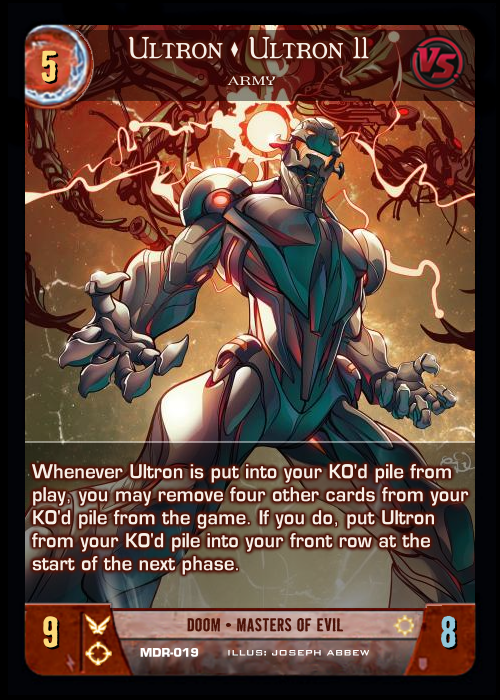 5
Ultron ♦ Ultron 11
ARMY
VS
Whenever Ultron is put into your KO'd pile from
play, you may remove four other cards from your
KO'd pile from the game. If you do, put Ultron
from your KO'd pile into your front row at the
start of the next phase.
9
DOOM • MASTERS OF EVIL
8
MDR-019 ILLUS: JOSEPH ABBEW